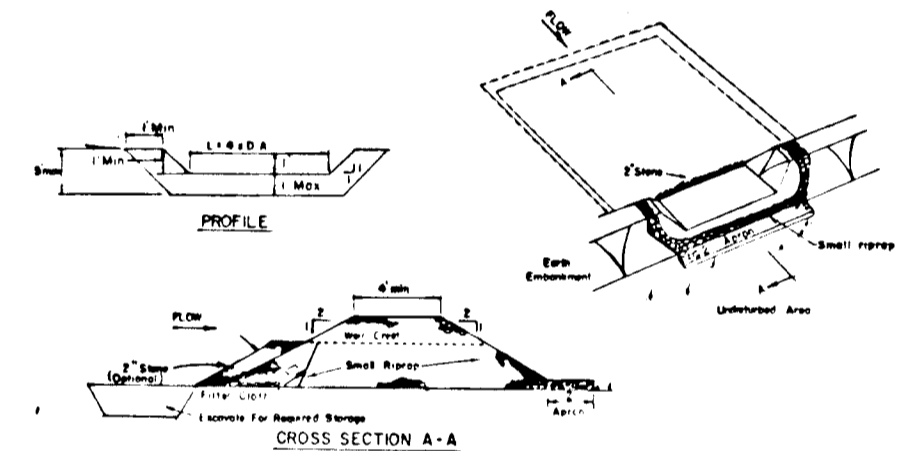 1' Min
L = 4 x D A
1' Min
1
1
1
1 Max
PROFILE
FLOW
A
2" Stone
Apron
Small riprap
Earth
Embankment
A
Undisturbed Area
4' min
FLOW
2
1
2
1
Weir Crest
2" Stone
(Optional)
Small Riprap
Filter Cloth
Apron
Excavate For Required Storage
CROSS SECTION A-A